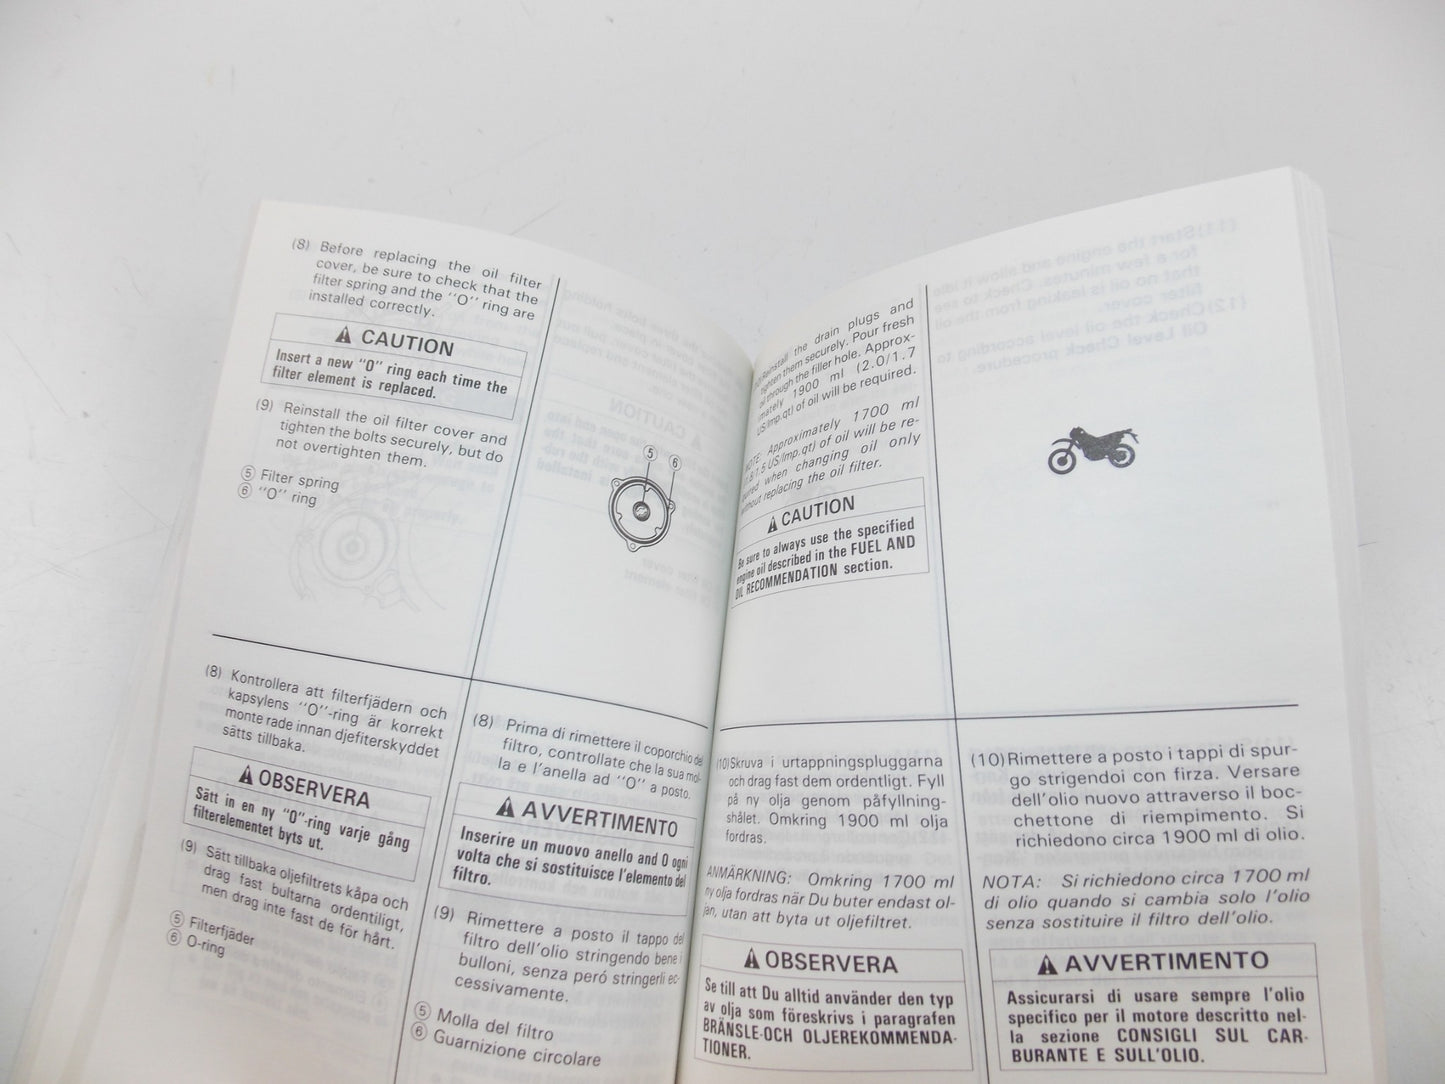 (8) Before replacing the oil filter
cover, be sure to check that the
filter spring and the "O" ring are
installed correctly.
CAUTION
Insert a new "O" ring each time the
filter element is replaced.
(9) Reinstall the oil filter cover and
tighten the bolts securely, but do
not overtighten them.
⑤ Filter spring
⑥ "O" ring
⑤
⑥
(8) Kontrollera att filterfjädern och
kapsylens "O"-ring är korrekt
monte rade innan djefiterskyddet
sätts tillbaka.
OBSERVERA
Sätt in en ny "O"-ring varje gång
filterelementet byts ut.
(9) Sätt tillbaka oljefiltrets kåpa och
drag fast bultarna ordentiligt,
men drag inte fast de för hårt.
⑤ Filterfjäder
⑥ O-ring
(8) Prima di rimettere il coporchio del
filtro, controllate che la sua mol-
la e l'anella ad "O" a posto.
AVVERTIMENTO
Inserire un muovo anello and O ogni
volta che si sostituisce l'elemento del
filtro.
(9) Rimettere a posto il tappo del
filtro dell'olio stringendo bene i
bulloni, senza peró stringerli ec-
cessivamente.
⑤ Molla del filtro
⑥ Guarnizione circolare
Reinstall the drain plugs and
tighten them securely. Pour fresh
oil through the filler hole. Approx-
imately 1900 ml (2.0/1.7
US/Imp.qt) of oil will be required.
NOTE: Approximately 1700 ml
US/Imp.qt) of oil will be re-
when changing oil only
without replacing the oil filter.
CAUTION
Be sure to always use the specified
engine oil described in the FUEL AND
OIL RECOMMENDATION section.
(10) Skruva i urtappningspluggarna
och drag fast dem ordentligt. Fyll
på ny olja genom påfyllning-
shålet. Omkring 1900 ml olja
fordras.
ANMÄRKNING: Omkring 1700 ml
ny olja fordras när Du buter endast ol-
jan, utan att byta ut oljefiltret.
OBSERVERA
Se till att Du alltid använder den typ
av olja som föreskrivs i paragrafen
BRÄNSLE-OCH OLJEREKOMMENDA-
TIONER.
(10) Rimettere a posto i tappi di spur-
go strigendoi con firza. Versare
dell'olio nuovo attraverso il boc-
chettone di riempimento. Si
richiedono circa 1900 ml di olio.
NOTA: Si richiedono circa 1700 ml
di olio quando si cambia solo l'olio
senza sostituire il filtro dell'olio.
AVVERTIMENTO
Assicurarsi di usare sempre l'olio
specifico per il motore descritto nel-
la sezione CONSIGLI SUL CAR-
BURANTE E SULL'OLIO.